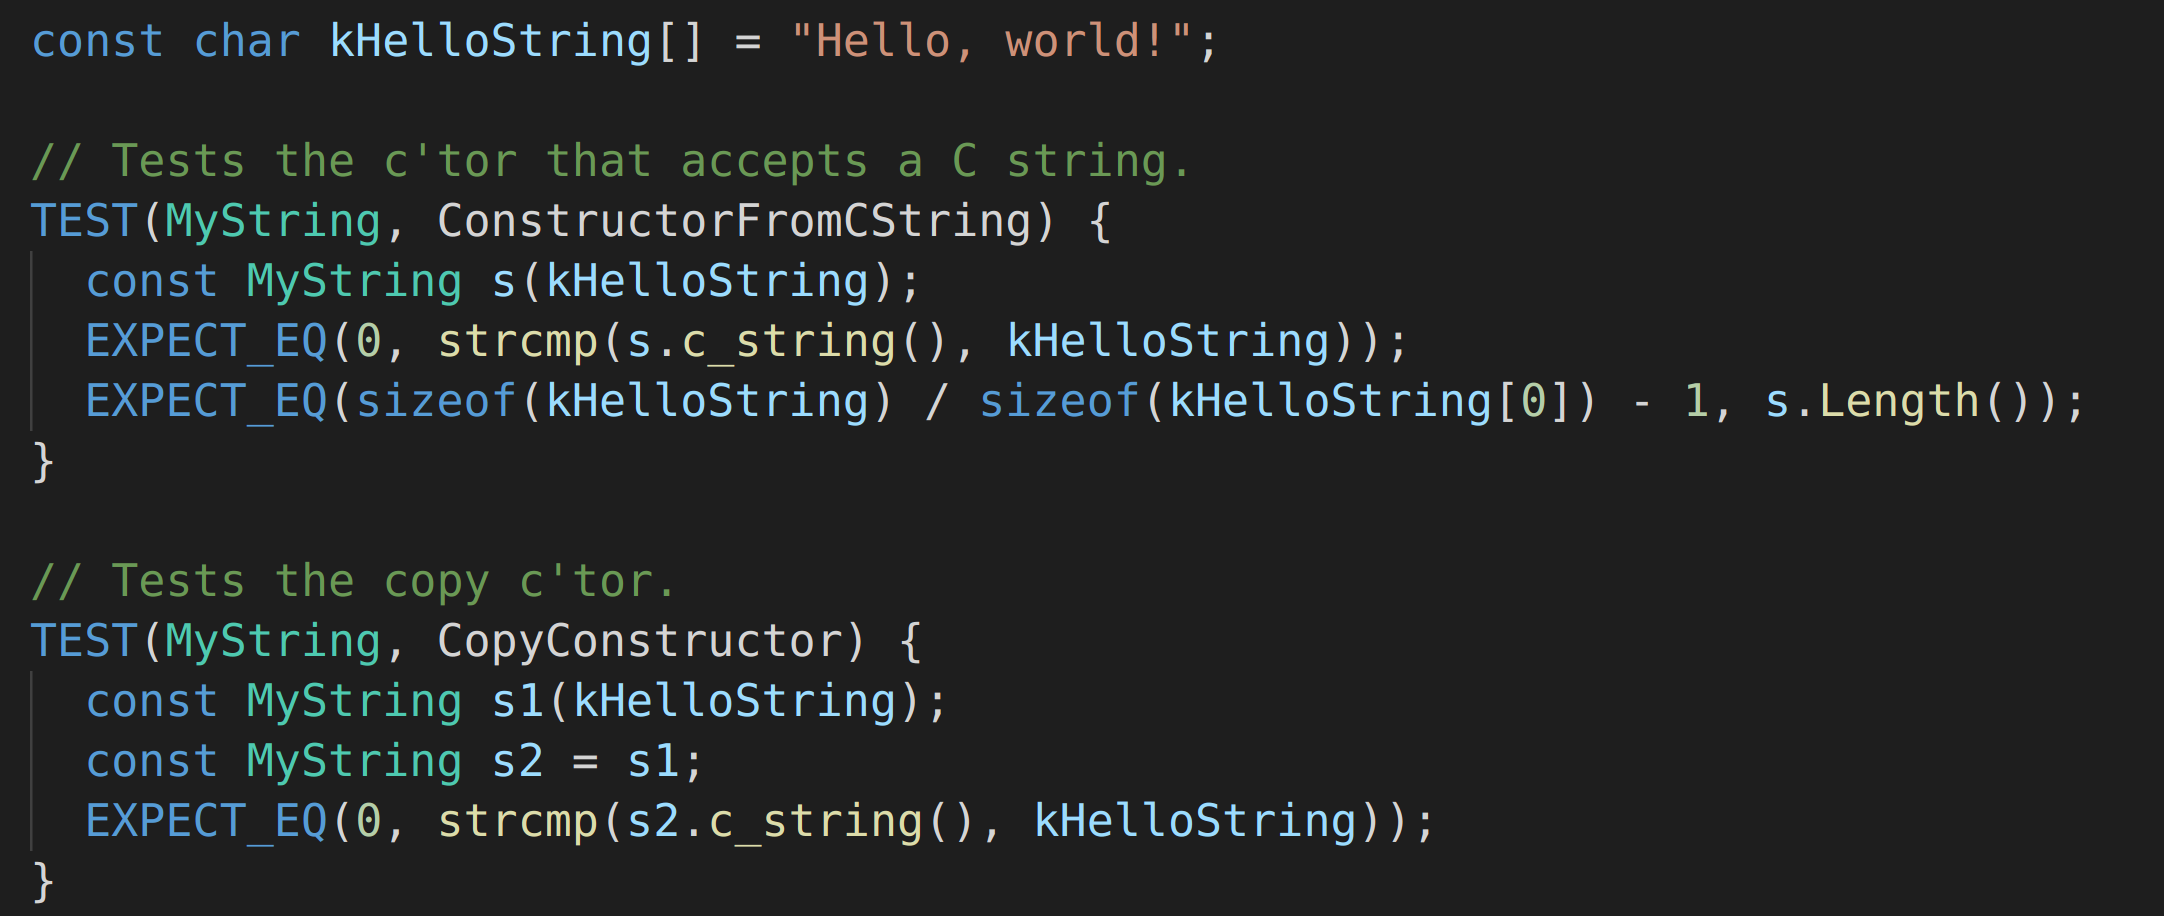 const char kHelloString[] = "Hello, world!";

// Tests the c'tor that accepts a C string.
TEST(MyString, ConstructorFromCString) {
  const MyString s(kHelloString);
  EXPECT_EQ(0, strcmp(s.c_string(), kHelloString));
  EXPECT_EQ(sizeof(kHelloString) / sizeof(kHelloString[0]) - 1, s.Length());
}

// Tests the copy c'tor.
TEST(MyString, CopyConstructor) {
  const MyString s1(kHelloString);
  const MyString s2 = s1;
  EXPECT_EQ(0, strcmp(s2.c_string(), kHelloString));
}